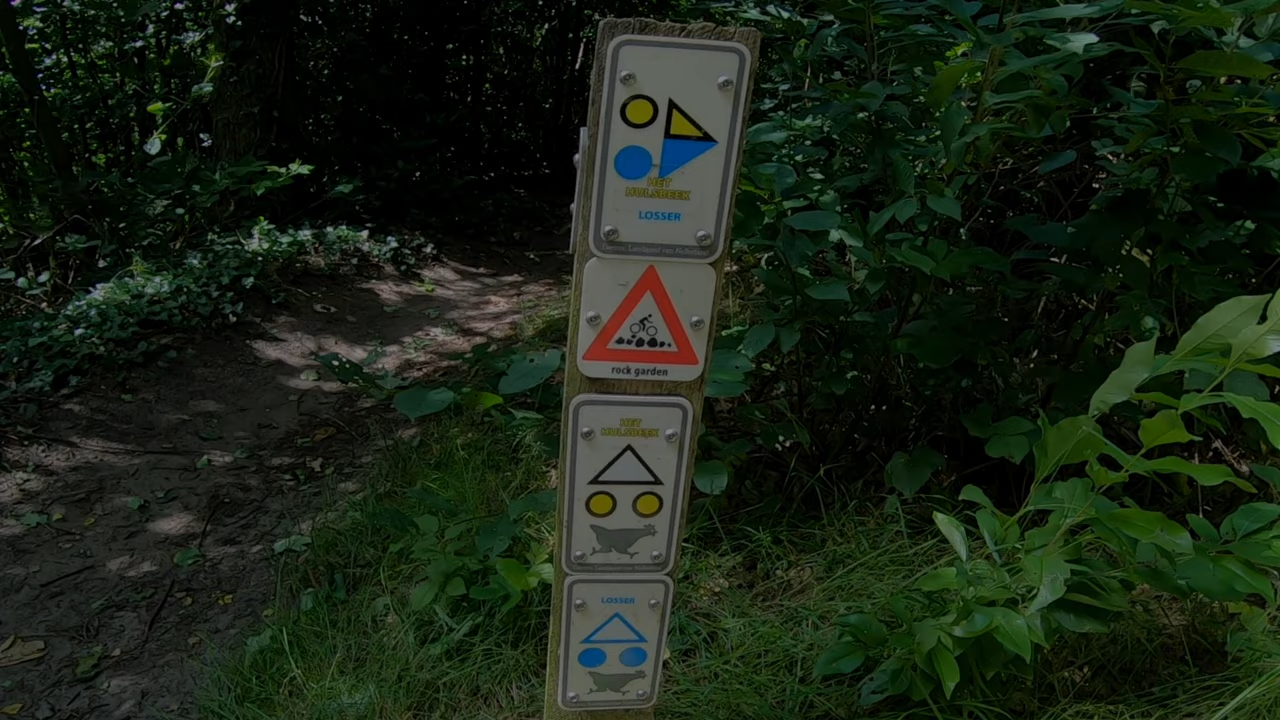 HET
HULSBEEK
LOSSER
rock garden
HET
HULSBEEK
LOSSER